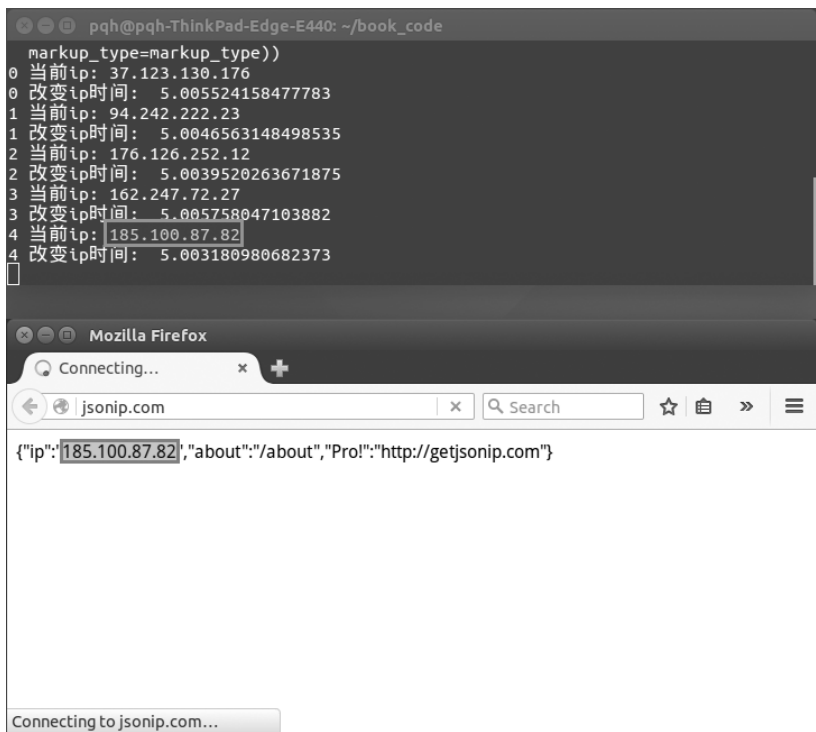 pqh@pqh-ThinkPad-Edge-E440: ~/book_code
markup_type=markup_type))
0 当前ip: 37.123.130.176
0 改变ip时间:  5.005524158477783
1 当前ip: 94.242.222.23
1 改变ip时间:  5.0046563148498535
2 当前ip: 176.126.252.12
2 改变ip时间:  5.0039520263671875
3 当前ip: 162.247.72.27
3 改变ip时间:  5.005758047103882
4 当前ip: 185.100.87.82
4 改变ip时间:  5.003180980682373
Mozilla Firefox
Connecting...
jsonip.com
Search
{"ip":"185.100.87.82","about":"/about","Pro!":"http://getjsonip.com"}
Connecting to jsonip.com...